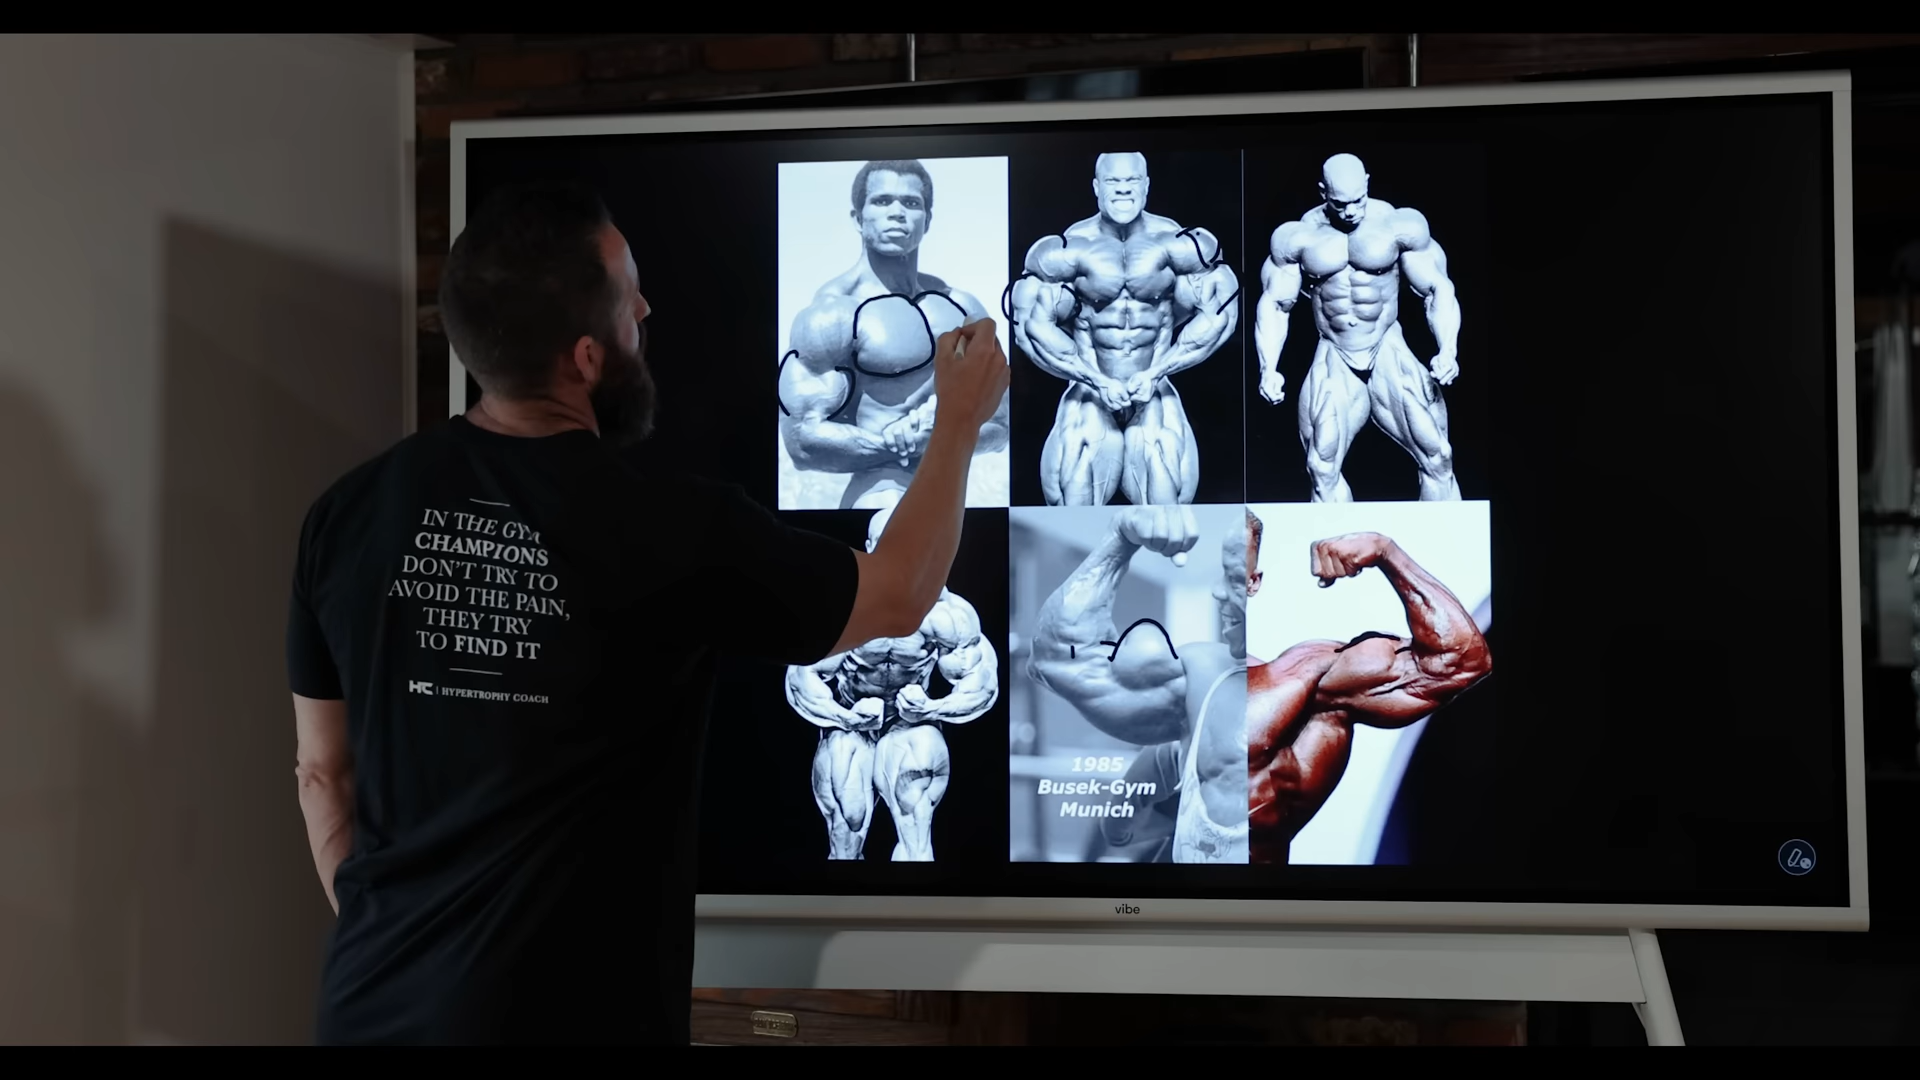 IN THE GYM
CHAMPIONS
DON'T TRY TO
AVOID THE PAIN,
THEY TRY
TO FIND IT
HC | HYPERTROPHY COACH
1985
Busek-Gym
Munich
vibe